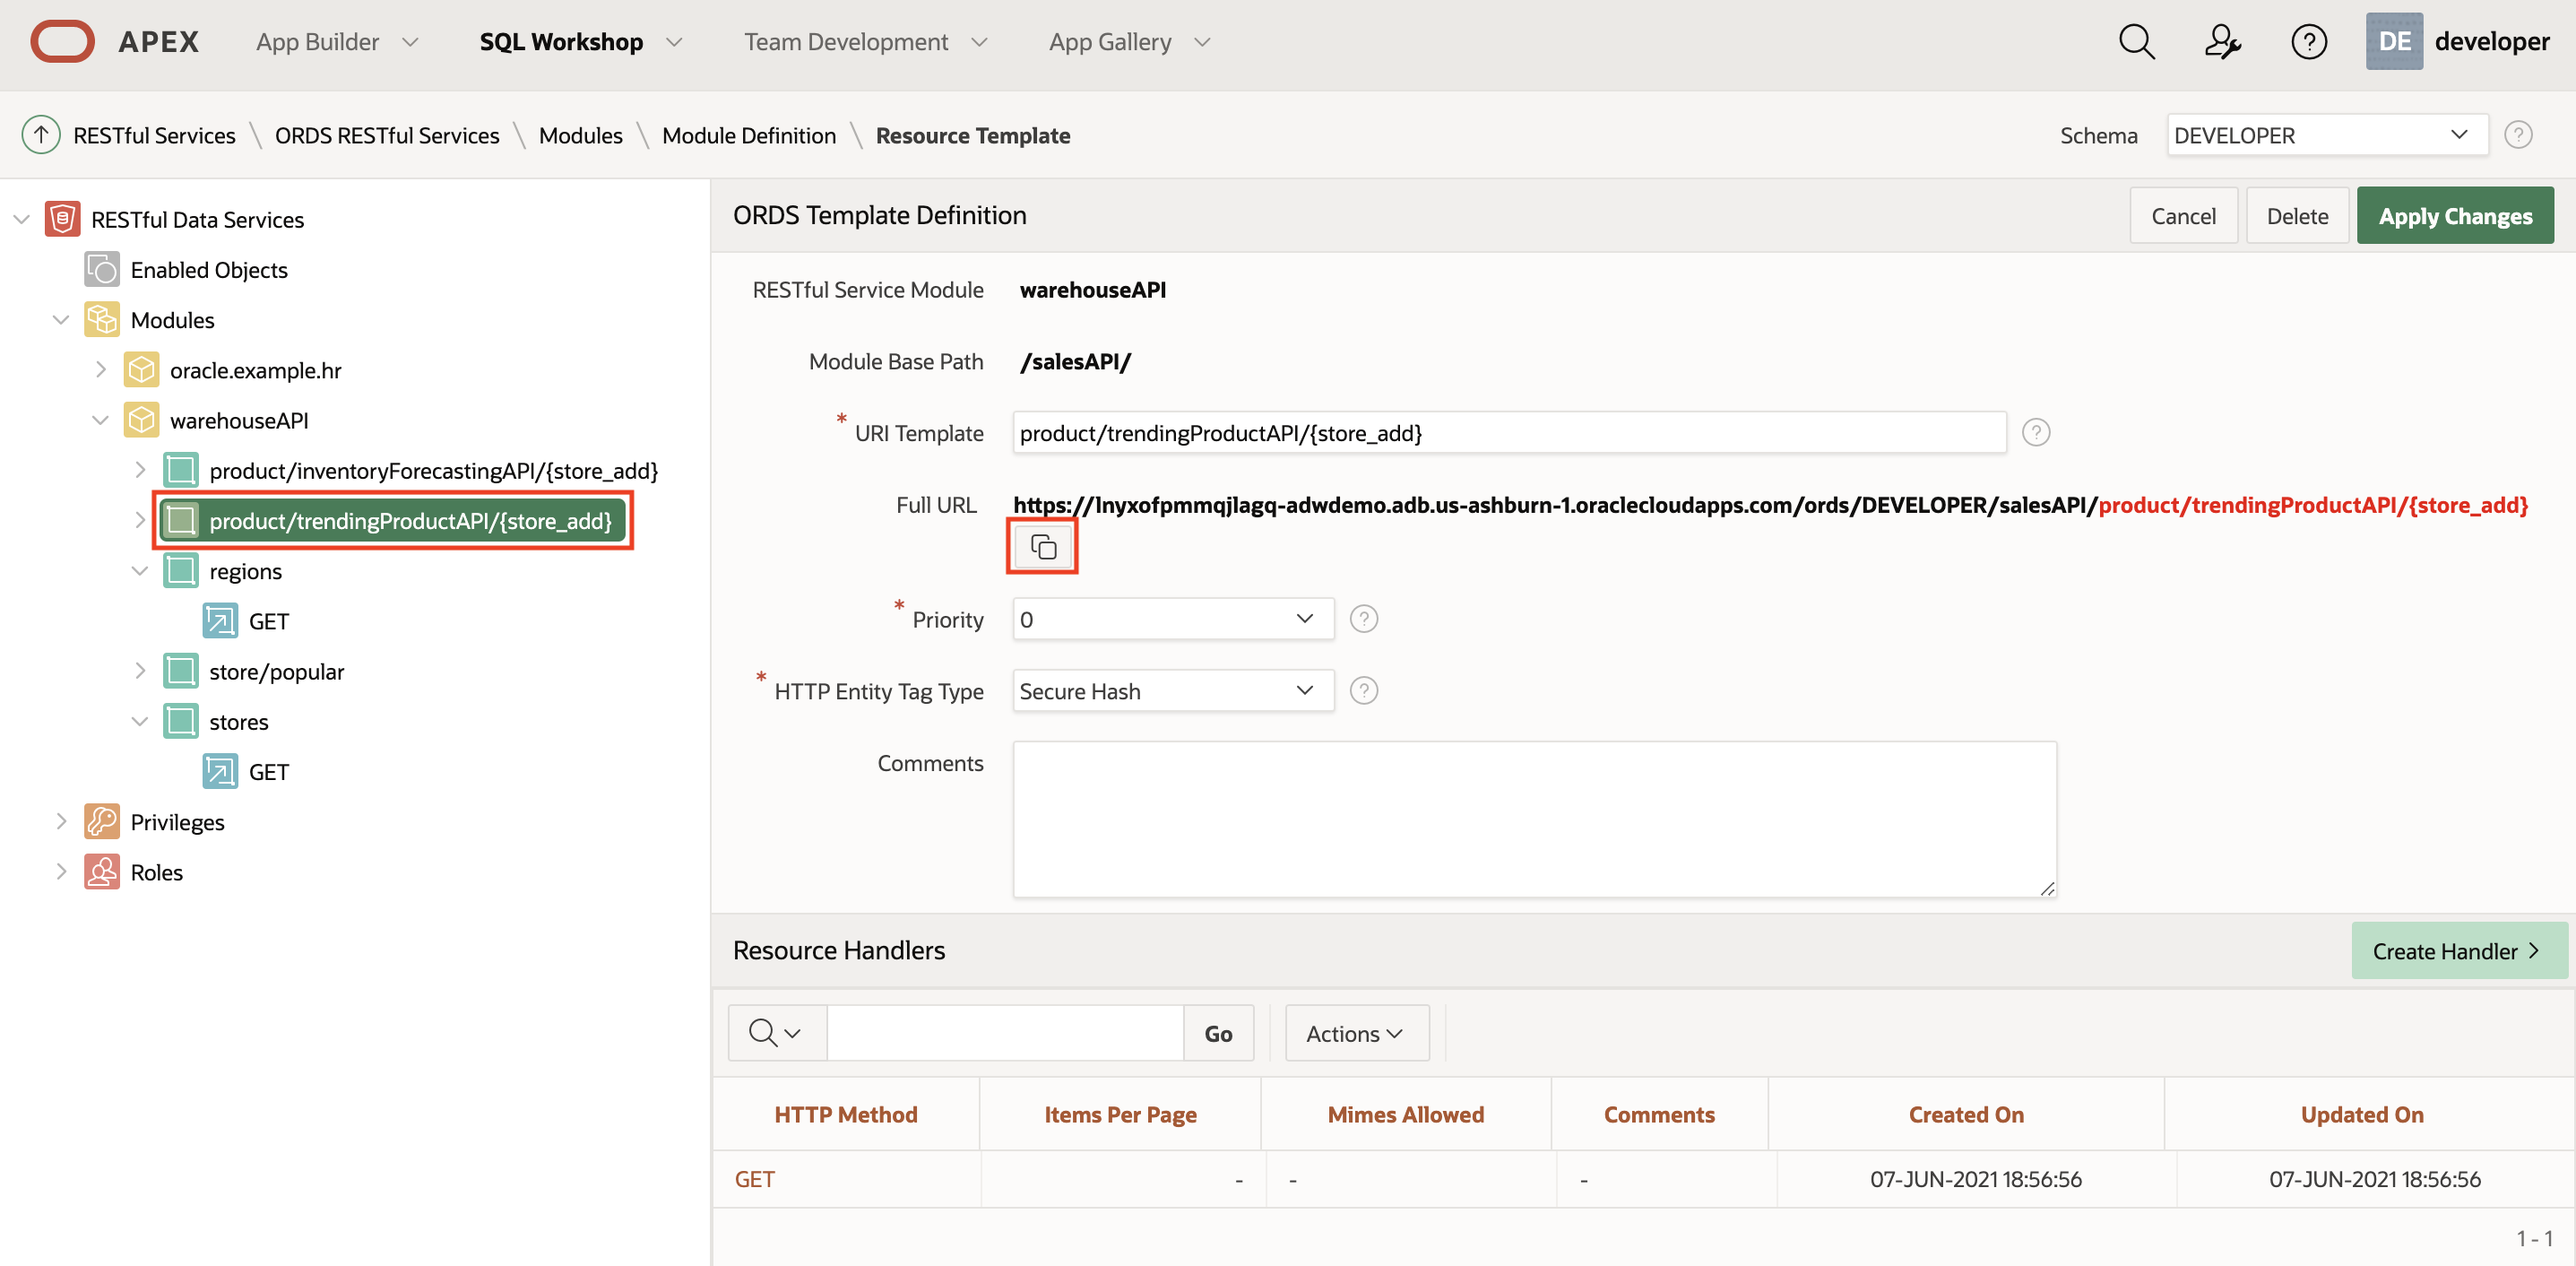 APEX App Builder SQL Workshop Team Development App Gallery ? DE developer
RESTful Services \ ORDS RESTful Services \ Modules \ Module Definition \ Resource Template Schema DEVELOPER ?
RESTful Data Services
Enabled Objects
Modules
oracle.example.hr
warehouseAPI
product/inventoryForecastingAPI/{store_add}
product/trendingProductAPI/{store_add}
regions
GET
store/popular
stores
GET
Privileges
Roles
ORDS Template Definition Cancel Delete Apply Changes
RESTful Service Module warehouseAPI
Module Base Path /salesAPI/
* URI Template product/trendingProductAPI/{store_add} ?
Full URL https://lnyxofpmmqjlagq-adwdemo.adb.us-ashburn-1.oraclecloudapps.com/ords/DEVELOPER/salesAPI/product/trendingProductAPI/{store_add}
* Priority 0 ?
* HTTP Entity Tag Type Secure Hash ?
Comments
Resource Handlers Create Handler >
Go Actions
HTTP Method Items Per Page Mimes Allowed Comments Created On Updated On
GET - - - 07-JUN-2021 18:56:56 07-JUN-2021 18:56:56
1 - 1